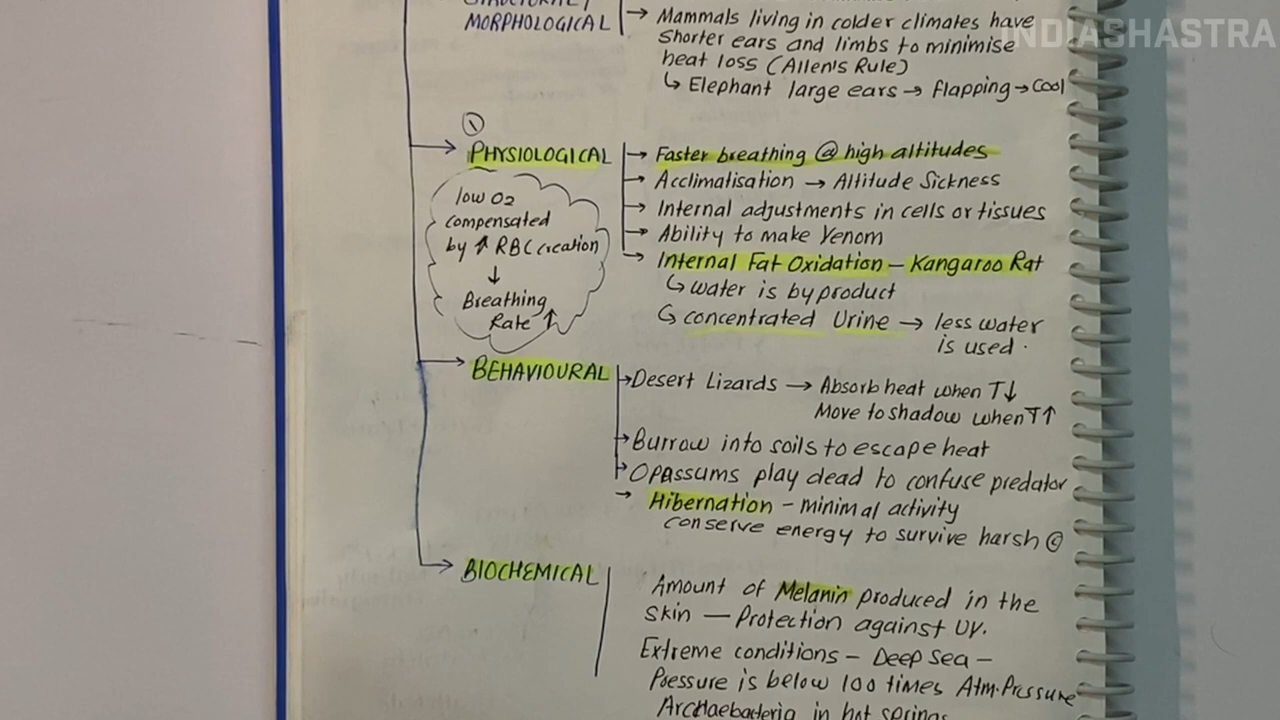 MORPHOLOGICAL
→ Mammals living in colder climates have
shorter ears and limbs to minimise
heat loss (Allen's Rule)
↳ Elephant large ears → flapping → Cool
INDIASHASTRA
①
PHYSIOLOGICAL
→ Faster breathing @ high altitudes
→ Acclimalisation → Altitude Sickness
→ Internal adjustments in cells or tissues
→ Ability to make Venom
→ Internal Fat Oxidation – Kangaroo Rat
↳ water is byproduct
↳ concentrated Urine → less water
is used.
low O2
compensated
by ↑ RBC creation
↓
Breathing
Rate ↑
BEHAVIOURAL
→ Desert Lizards → Absorb heat when T↓
Move to shadow when T↑
→ Burrow into soils to escape heat
→ Opassums play dead to confuse predator
→ Hibernation – minimal activity
conserve energy to survive harsh ©
BIOCHEMICAL
Amount of Melanin produced in the
skin — Protection against UV.
Extreme conditions – Deep sea –
Pressure is below 100 times Atm. Pressure
Archaebacteria in hot springs